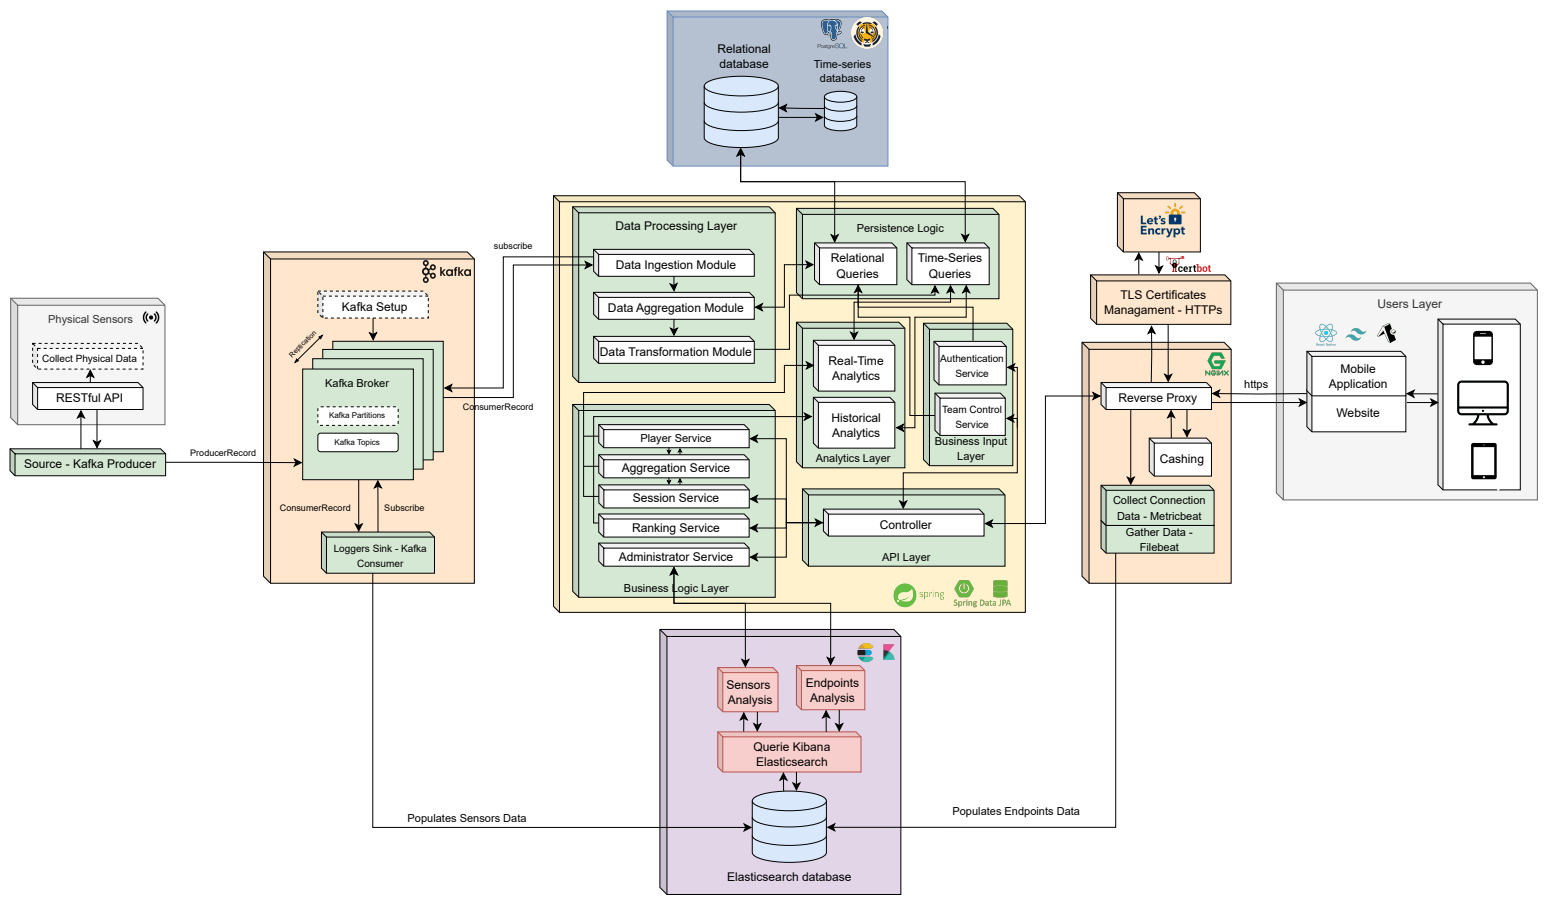 PostgreSQL
Relational
database
Time-series
database
Physical Sensors
Collect Physical Data
RESTful API
Source - Kafka Producer
ProducerRecord
kafka
Kafka Setup
Replication
Kafka Broker
Kafka Partitions
Kafka Topics
ConsumerRecord
Subscribe
Loggers Sink - Kafka
Consumer
subscribe
ConsumerRecord
Data Processing Layer
Data Ingestion Module
Data Aggregation Module
Data Transformation Module
Persistence Logic
Relational
Queries
Time-Series
Queries
Real-Time
Analytics
Historical
Analytics
Analytics Layer
Authentication
Service
Team Control
Service
Business Input
Layer
Player Service
Aggregation Service
Session Service
Ranking Service
Administrator Service
Business Logic Layer
Controller
API Layer
spring
Spring Data JPA
Let's
Encrypt
certbot
TLS Certificates
Managament - HTTPs
NGINX
Reverse Proxy
Cashing
Collect Connection
Data - Metricbeat
Gather Data -
Filebeat
https
Users Layer
React Native
Mobile
Application
Website
Sensors
Analysis
Endpoints
Analysis
Querie Kibana
Elasticsearch
Populates Sensors Data
Populates Endpoints Data
Elasticsearch database